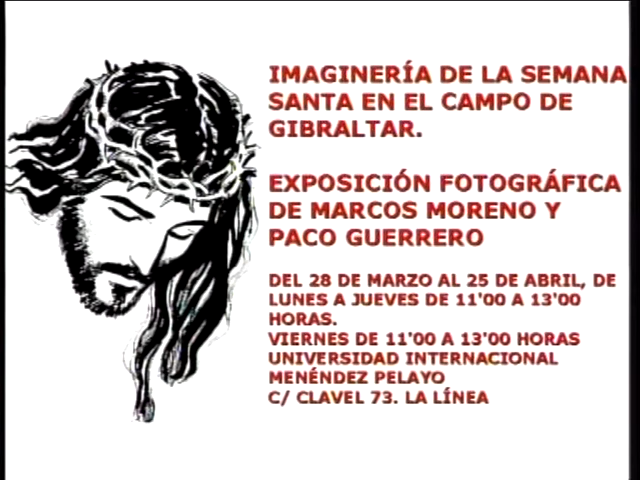 IMAGINERÍA DE LA SEMANA
SANTA EN EL CAMPO DE
GIBRALTAR.
EXPOSICIÓN FOTOGRÁFICA
DE MARCOS MORENO Y
PACO GUERRERO
DEL 28 DE MARZO AL 25 DE ABRIL, DE
LUNES A JUEVES DE 11'00 A 13'00
HORAS.
VIERNES DE 11'00 A 13'00 HORAS
UNIVERSIDAD INTERNACIONAL
MENÉNDEZ PELAYO
C/ CLAVEL 73. LA LÍNEA